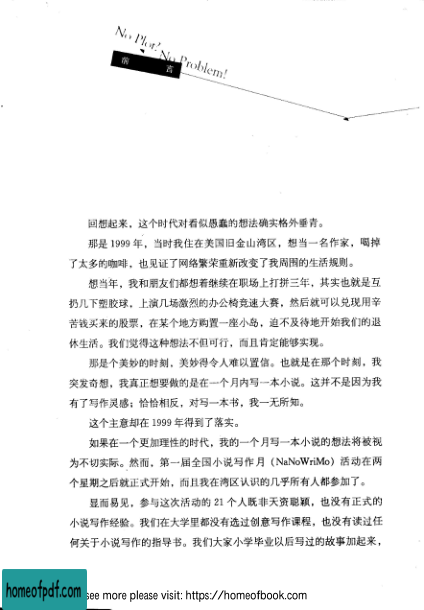 No Plot? No Problem!
前 言
回想起来，这个时代对看似愚蠢的想法确实格外垂青。
那是 1999 年，当时我住在美国旧金山湾区，想当一名作家，喝掉
了太多的咖啡，也见证了网络繁荣重新改变了我周围的生活规则。
想当年，我和朋友们都想着继续在职场上打拼三年，其实也就是互
扔几下塑胶球，上演几场激烈的办公椅竞速大赛，然后就可以兑现用辛
苦钱买来的股票，在某个地方购置一座小岛，迫不及待地开始我们的退
休生活。我们觉得这种想法不但可行，而且肯定能够实现。
那是个美妙的时刻，美妙得令人难以置信。也就是在那个时刻，我
突发奇想，我真正想要做的是在一个月内写一本小说。这并不是因为我
有了写作灵感；恰恰相反，对写一本书，我一无所知。
这个主意却在 1999 年得到了落实。
如果在一个更加理性的时代，我的一个月写一本小说的想法将被视
为不切实际。然而，第一届全国小说写作月（NaNoWriMo）活动在两
个星期之后就正式开始，而且我在湾区认识的几乎所有人都参加了。
显而易见，参与这次活动的 21 个人既非天资聪颖，也没有正式的
小说写作经验。我们在大学里都没有选过创意写作课程，也没有读过任
何关于小说写作的指导书。我们大家小学毕业以后写过的故事加起来，
homeofpdf.com
see more please visit: https://homeofbook.com